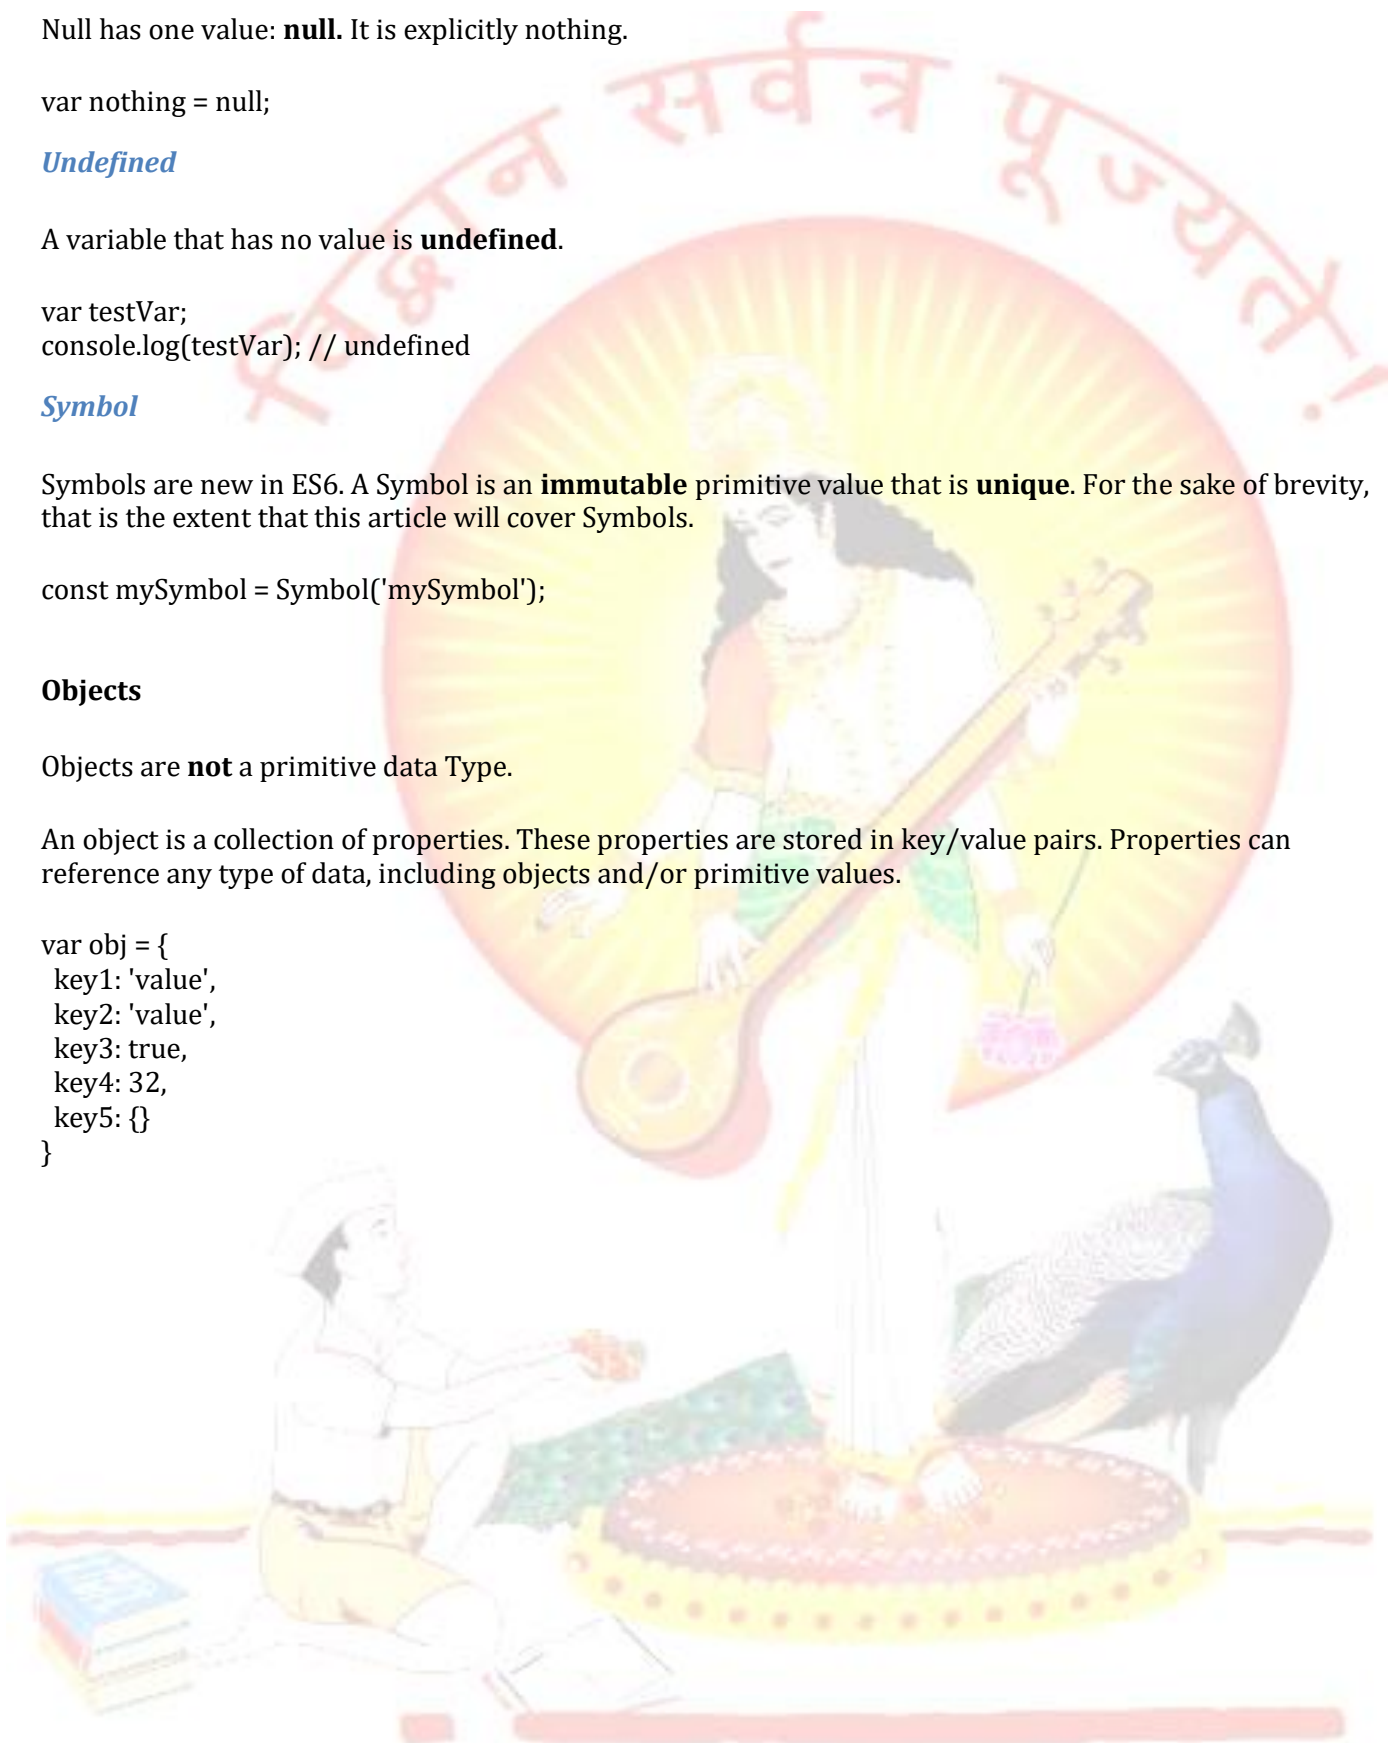 Null has one value: null. It is explicitly nothing.
var nothing = null;
Undefined
A variable that has no value is undefined.
var testVar;
console.log(testVar); // undefined
Symbol
Symbols are new in ES6. A Symbol is an immutable primitive value that is unique. For the sake of brevity,
that is the extent that this article will cover Symbols.
const mySymbol = Symbol('mySymbol');
Objects
Objects are not a primitive data Type.
An object is a collection of properties. These properties are stored in key/value pairs. Properties can
reference any type of data, including objects and/or primitive values.
var obj = {
key1: 'value',
key2: 'value',
key3: true,
key4: 32,
key5: {}
}
विद्वान सर्वत्र पूज्यते!